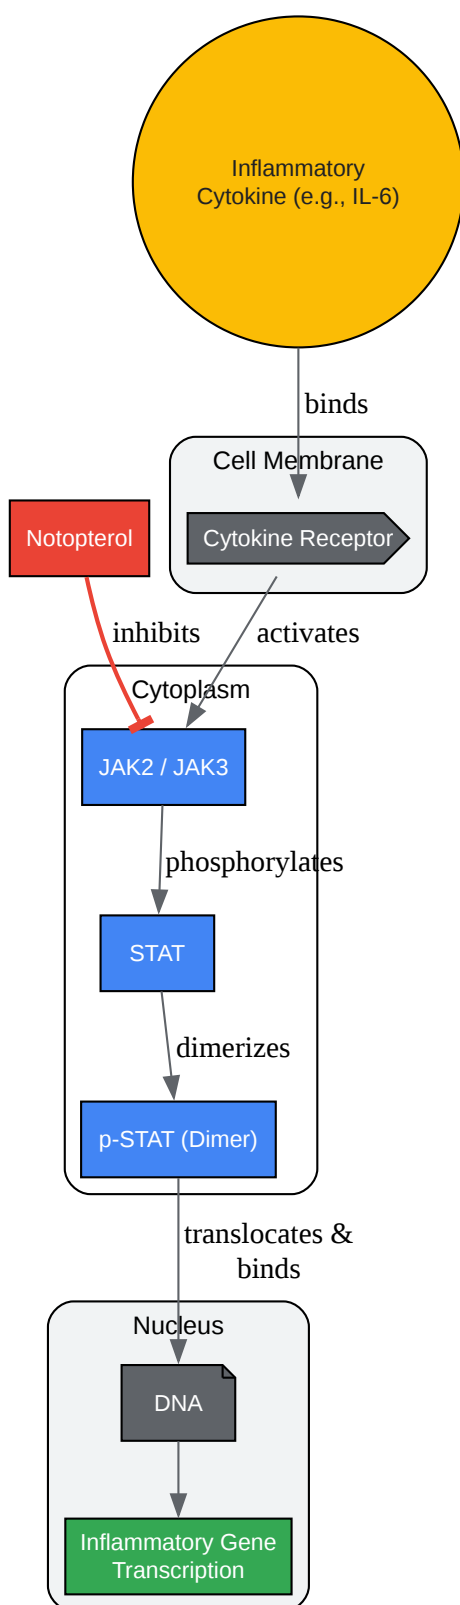 Inflammatory
Cytokine (e.g., IL-6)
binds
Cell Membrane
Notopterol
Cytokine Receptor
inhibits
activates
Cytoplasm
JAK2 / JAK3
phosphorylates
STAT
dimerizes
p-STAT (Dimer)
translocates &
binds
Nucleus
DNA
Inflammatory Gene
Transcription